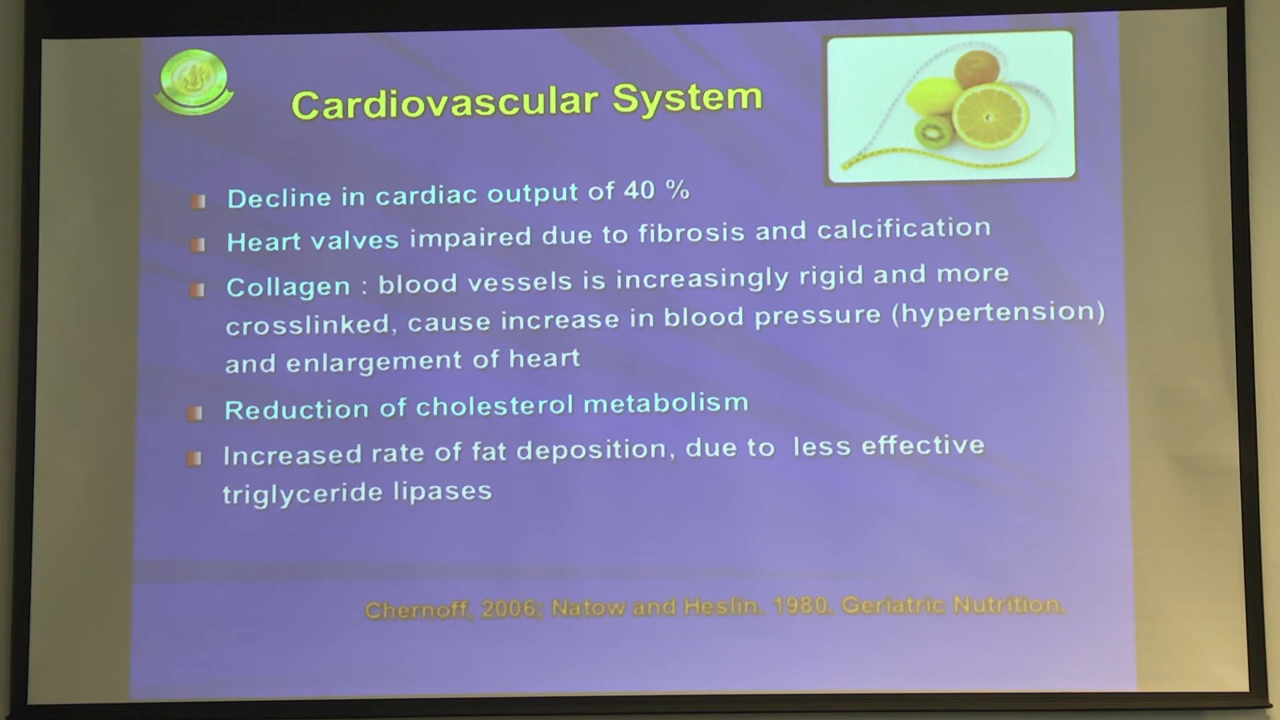 Cardiovascular System
Decline in cardiac output of 40 %
Heart valves impaired due to fibrosis and calcification
Collagen : blood vessels is increasingly rigid and more
crosslinked, cause increase in blood pressure (hypertension)
and enlargement of heart
Reduction of cholesterol metabolism
Increased rate of fat deposition, due to less effective
triglyceride lipases
Chernoff, 2006; Natow and Heslin. 1980. Geriatric Nutrition.